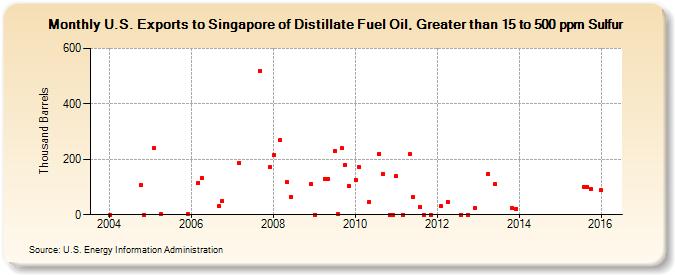 Monthly U.S. Exports to Singapore of Distillate Fuel Oil, Greater than 15 to 500 ppm Sulfur
Thousand Barrels
600
400
200
0
2004 2006 2008 2010 2012 2014 2016
Source: U.S. Energy Information Administration